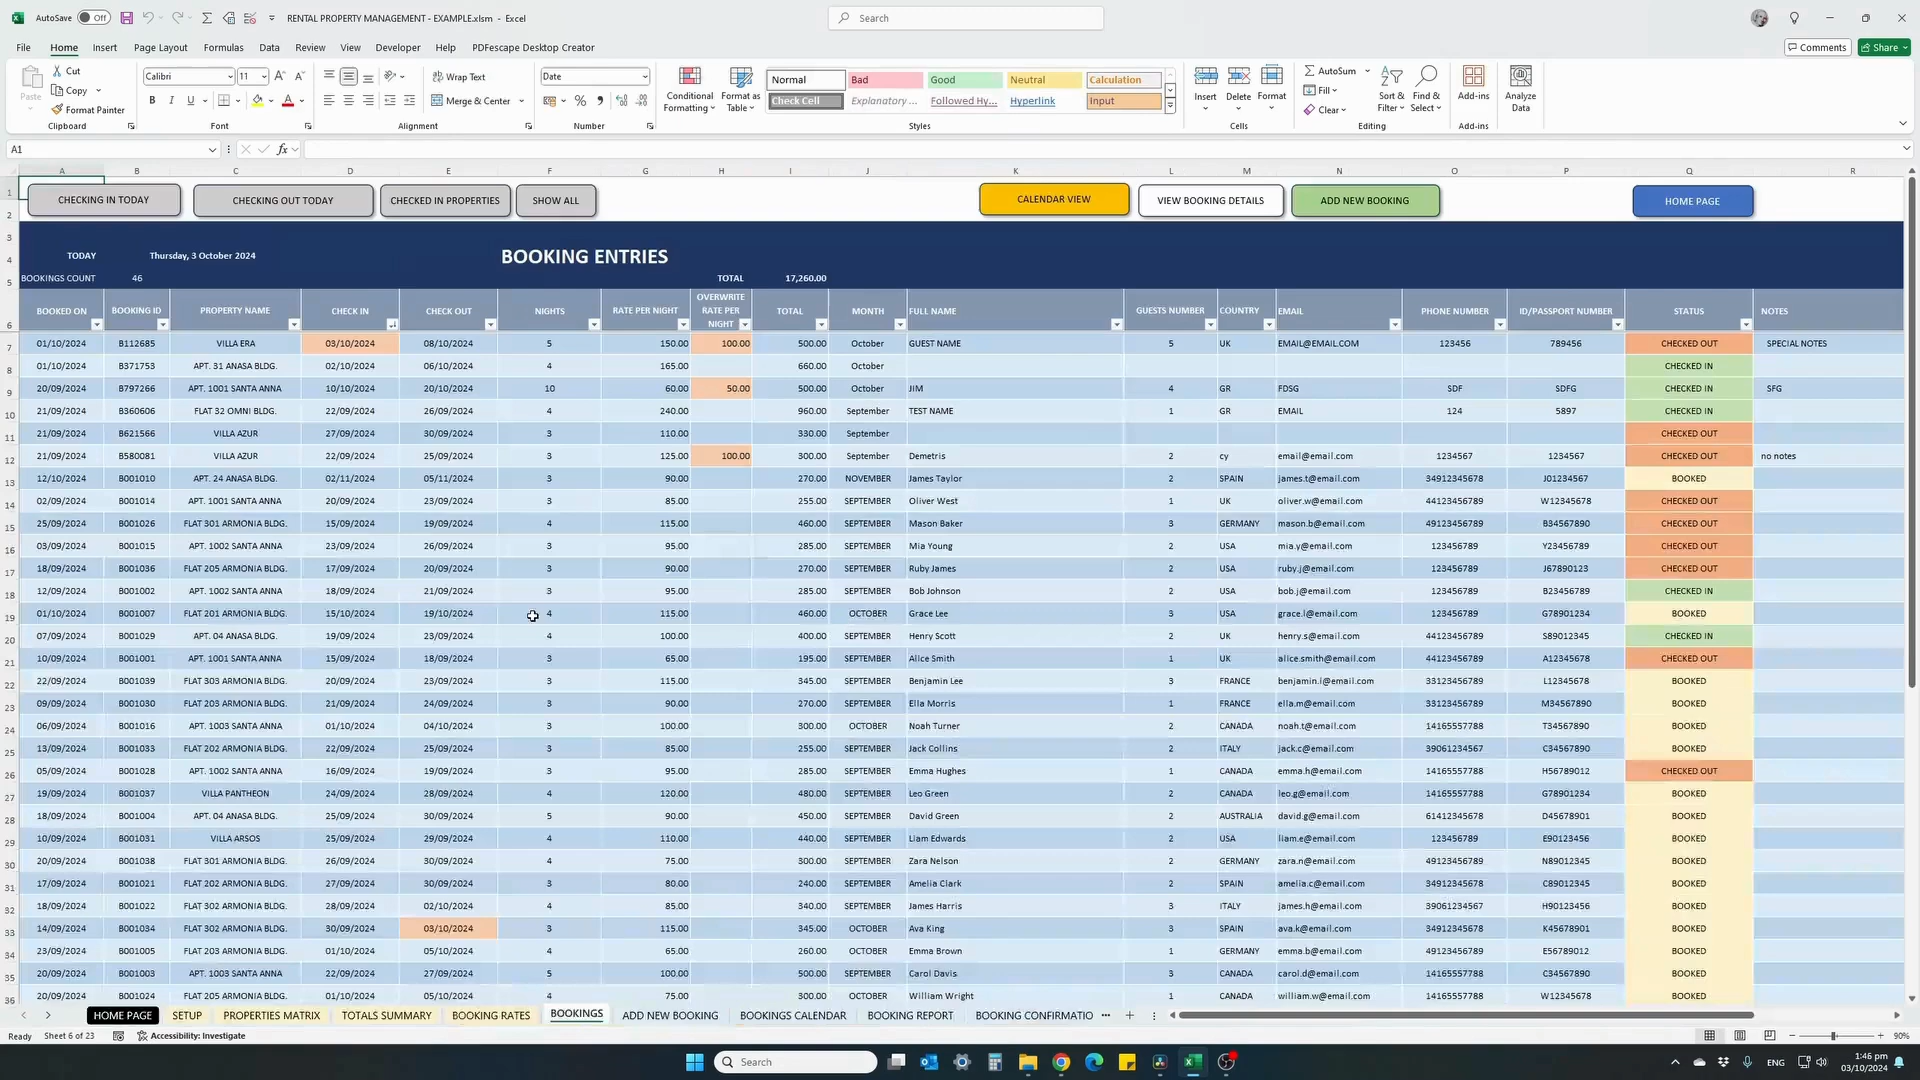 AutoSave Off RENTAL PROPERTY MANAGEMENT - EXAMPLE.xlsm - Excel Search
File Home Insert Page Layout Formulas Data Review View Developer Help PDFescape Desktop Creator Comments Share
Paste Cut Copy Format Painter Clipboard
Calibri 11 B I U Font
Wrap Text Merge & Center Alignment
Date % Number
Conditional Formatting Format as Table
Normal Bad Good Neutral Calculation
Check Cell Explanatory ... Followed Hy... Hyperlink Input
Styles
Insert Delete Format Cells
AutoSum Fill Clear Sort & Filter Find & Select Editing
Add-ins Add-ins
Analyze Data
A1 fx
A B C D E F G H I J K L M N O P Q R
1 CHECKING IN TODAY CHECKING OUT TODAY CHECKED IN PROPERTIES SHOW ALL CALENDAR VIEW VIEW BOOKING DETAILS ADD NEW BOOKING HOME PAGE
2
3
4 TODAY Thursday, 3 October 2024 BOOKING ENTRIES
5 BOOKINGS COUNT 46 TOTAL 17,260.00
6 BOOKED ON BOOKING ID PROPERTY NAME CHECK IN CHECK OUT NIGHTS RATE PER NIGHT OVERWRITE RATE PER NIGHT TOTAL MONTH FULL NAME GUESTS NUMBER COUNTRY EMAIL PHONE NUMBER ID/PASSPORT NUMBER STATUS NOTES
7 01/10/2024 B112685 VILLA ERA 03/10/2024 08/10/2024 5 150.00 100.00 500.00 October GUEST NAME 5 UK EMAIL@EMAIL.COM 123456 789456 CHECKED OUT SPECIAL NOTES
8 01/10/2024 B371753 APT. 31 ANASA BLDG. 02/10/2024 06/10/2024 4 165.00 660.00 October CHECKED IN
9 20/09/2024 B797266 APT. 1001 SANTA ANNA 10/10/2024 20/10/2024 10 60.00 50.00 500.00 October JIM 4 GR FDSG SDF SDFG CHECKED IN SFG
10 21/09/2024 B360606 FLAT 32 OMNI BLDG. 22/09/2024 26/09/2024 4 240.00 960.00 September TEST NAME 1 GR EMAIL 124 5897 CHECKED IN
11 21/09/2024 B621566 VILLA AZUR 27/09/2024 30/09/2024 3 110.00 330.00 September CHECKED OUT
12 21/09/2024 B580081 VILLA AZUR 22/09/2024 25/09/2024 3 125.00 100.00 300.00 September Demetris 2 cy email@email.com 1234567 1234567 CHECKED OUT no notes
13 12/10/2024 B001010 APT. 24 ANASA BLDG. 02/11/2024 05/11/2024 3 90.00 270.00 NOVEMBER James Taylor 2 SPAIN james.t@email.com 34912345678 J01234567 BOOKED
14 02/09/2024 B001014 APT. 1001 SANTA ANNA 20/09/2024 23/09/2024 3 85.00 255.00 SEPTEMBER Oliver West 1 UK oliver.w@email.com 44123456789 W12345678 CHECKED OUT
15 25/09/2024 B001026 FLAT 301 ARMONIA BLDG. 15/09/2024 19/09/2024 4 115.00 460.00 SEPTEMBER Mason Baker 3 GERMANY mason.b@email.com 49123456789 B34567890 CHECKED OUT
16 03/09/2024 B001015 APT. 1002 SANTA ANNA 23/09/2024 26/09/2024 3 95.00 285.00 SEPTEMBER Mia Young 2 USA mia.y@email.com 123456789 Y23456789 CHECKED OUT
17 18/09/2024 B001036 FLAT 205 ARMONIA BLDG. 17/09/2024 20/09/2024 3 90.00 270.00 SEPTEMBER Ruby James 2 USA ruby.j@email.com 123456789 J67890123 CHECKED OUT
18 12/09/2024 B001002 APT. 1002 SANTA ANNA 18/09/2024 21/09/2024 3 95.00 285.00 SEPTEMBER Bob Johnson 2 USA bob.j@email.com 123456789 B23456789 CHECKED IN
19 01/10/2024 B001007 FLAT 201 ARMONIA BLDG. 15/10/2024 19/10/2024 4 115.00 460.00 OCTOBER Grace Lee 3 USA grace.l@email.com 123456789 G78901234 BOOKED
20 07/09/2024 B001029 APT. 04 ANASA BLDG. 19/09/2024 23/09/2024 4 100.00 400.00 SEPTEMBER Henry Scott 2 UK henry.s@email.com 44123456789 S89012345 CHECKED IN
21 10/09/2024 B001001 APT. 1001 SANTA ANNA 15/09/2024 18/09/2024 3 65.00 195.00 SEPTEMBER Alice Smith 1 UK alice.smith@email.com 44123456789 A12345678 CHECKED OUT
22 22/09/2024 B001039 FLAT 303 ARMONIA BLDG. 20/09/2024 23/09/2024 3 115.00 345.00 SEPTEMBER Benjamin Lee 3 FRANCE benjamin.l@email.com 33123456789 L12345678 BOOKED
23 09/09/2024 B001030 FLAT 203 ARMONIA BLDG. 21/09/2024 24/09/2024 3 90.00 270.00 SEPTEMBER Ella Morris 1 FRANCE ella.m@email.com 33123456789 M34567890 BOOKED
24 06/09/2024 B001016 APT. 1003 SANTA ANNA 01/10/2024 04/10/2024 3 100.00 300.00 OCTOBER Noah Turner 2 CANADA noah.t@email.com 14165557788 T34567890 BOOKED
25 13/09/2024 B001033 FLAT 202 ARMONIA BLDG. 22/09/2024 25/09/2024 3 85.00 255.00 SEPTEMBER Jack Collins 2 ITALY jack.c@email.com 39061234567 C34567890 BOOKED
26 05/09/2024 B001028 APT. 1002 SANTA ANNA 16/09/2024 19/09/2024 3 95.00 285.00 SEPTEMBER Emma Hughes 1 CANADA emma.h@email.com 14165557788 H56789012 CHECKED OUT
27 19/09/2024 B001037 VILLA PANTHEON 24/09/2024 28/09/2024 4 120.00 480.00 SEPTEMBER Leo Green 2 CANADA leo.g@email.com 14165557788 G78901234 BOOKED
28 18/09/2024 B001004 APT. 04 ANASA BLDG. 25/09/2024 30/09/2024 5 90.00 450.00 SEPTEMBER David Green 2 AUSTRALIA david.g@email.com 61412345678 D45678901 BOOKED
29 10/09/2024 B001031 VILLA ARSOS 25/09/2024 29/09/2024 4 110.00 440.00 SEPTEMBER Liam Edwards 2 USA liam.e@email.com 123456789 E90123456 BOOKED
30 20/09/2024 B001038 FLAT 301 ARMONIA BLDG. 26/09/2024 30/09/2024 4 75.00 300.00 SEPTEMBER Zara Nelson 2 GERMANY zara.n@email.com 49123456789 N89012345 BOOKED
31 17/09/2024 B001021 FLAT 202 ARMONIA BLDG. 27/09/2024 30/09/2024 3 80.00 240.00 SEPTEMBER Amelia Clark 2 SPAIN amelia.c@email.com 34912345678 C89012345 BOOKED
32 18/09/2024 B001022 FLAT 302 ARMONIA BLDG. 28/09/2024 02/10/2024 4 85.00 340.00 SEPTEMBER James Harris 3 ITALY james.h@email.com 39061234567 H90123456 BOOKED
33 14/09/2024 B001034 FLAT 302 ARMONIA BLDG. 30/09/2024 03/10/2024 3 115.00 345.00 OCTOBER Ava King 3 SPAIN ava.k@email.com 34912345678 K45678901 BOOKED
34 23/09/2024 B001005 FLAT 203 ARMONIA BLDG. 01/10/2024 05/10/2024 4 65.00 260.00 OCTOBER Emma Brown 1 GERMANY emma.b@email.com 49123456789 E56789012 BOOKED
35 20/09/2024 B001003 APT. 1003 SANTA ANNA 22/09/2024 27/09/2024 5 100.00 500.00 SEPTEMBER Carol Davis 3 CANADA carol.d@email.com 14165557788 C34567890 BOOKED
36 20/09/2024 B001024 FLAT 205 ARMONIA BLDG. 01/10/2024 05/10/2024 4 75.00 300.00 OCTOBER William Wright 1 CANADA william.w@email.com 14165557788 W12345678 BOOKED
HOME PAGE SETUP PROPERTIES MATRIX TOTALS SUMMARY BOOKING RATES BOOKINGS ADD NEW BOOKING BOOKINGS CALENDAR BOOKING REPORT BOOKING CONFIRMATIO ...
Ready Sheet 6 of 23 Accessibility: Investigate 90%
Search ENG 1:46 pm
03/10/2024